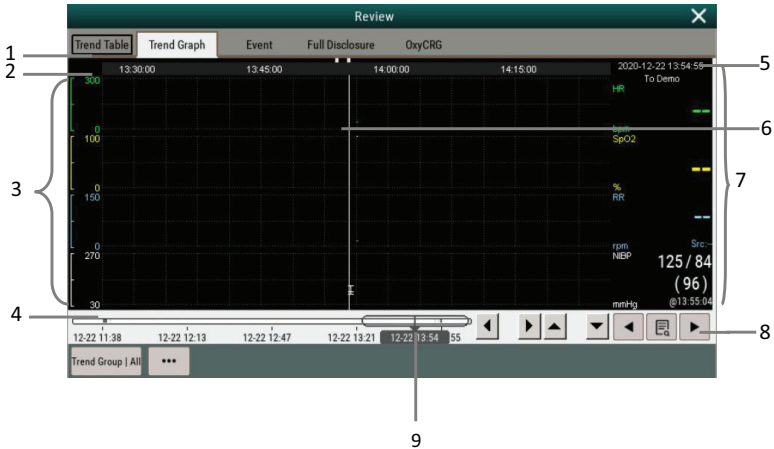 Review
Trend Table Trend Graph Event Full Disclosure OxyCRG
1
2
3
4
5
6
7
8
9
13:30:00 13:45:00 14:00:00 14:15:00
2020-12-22 13:54:55
To Demo
300
0
HR
--
bpm
100
0
SpO2
--
%
150
0
RR
--
rpm Src:--
270
30
NIBP
125 / 84
(96)
mmHg @13:55:04
12-22 11:38 12-22 12:13 12-22 12:47 12-22 13:21 12-22 13:54 55
Trend Group | All •••